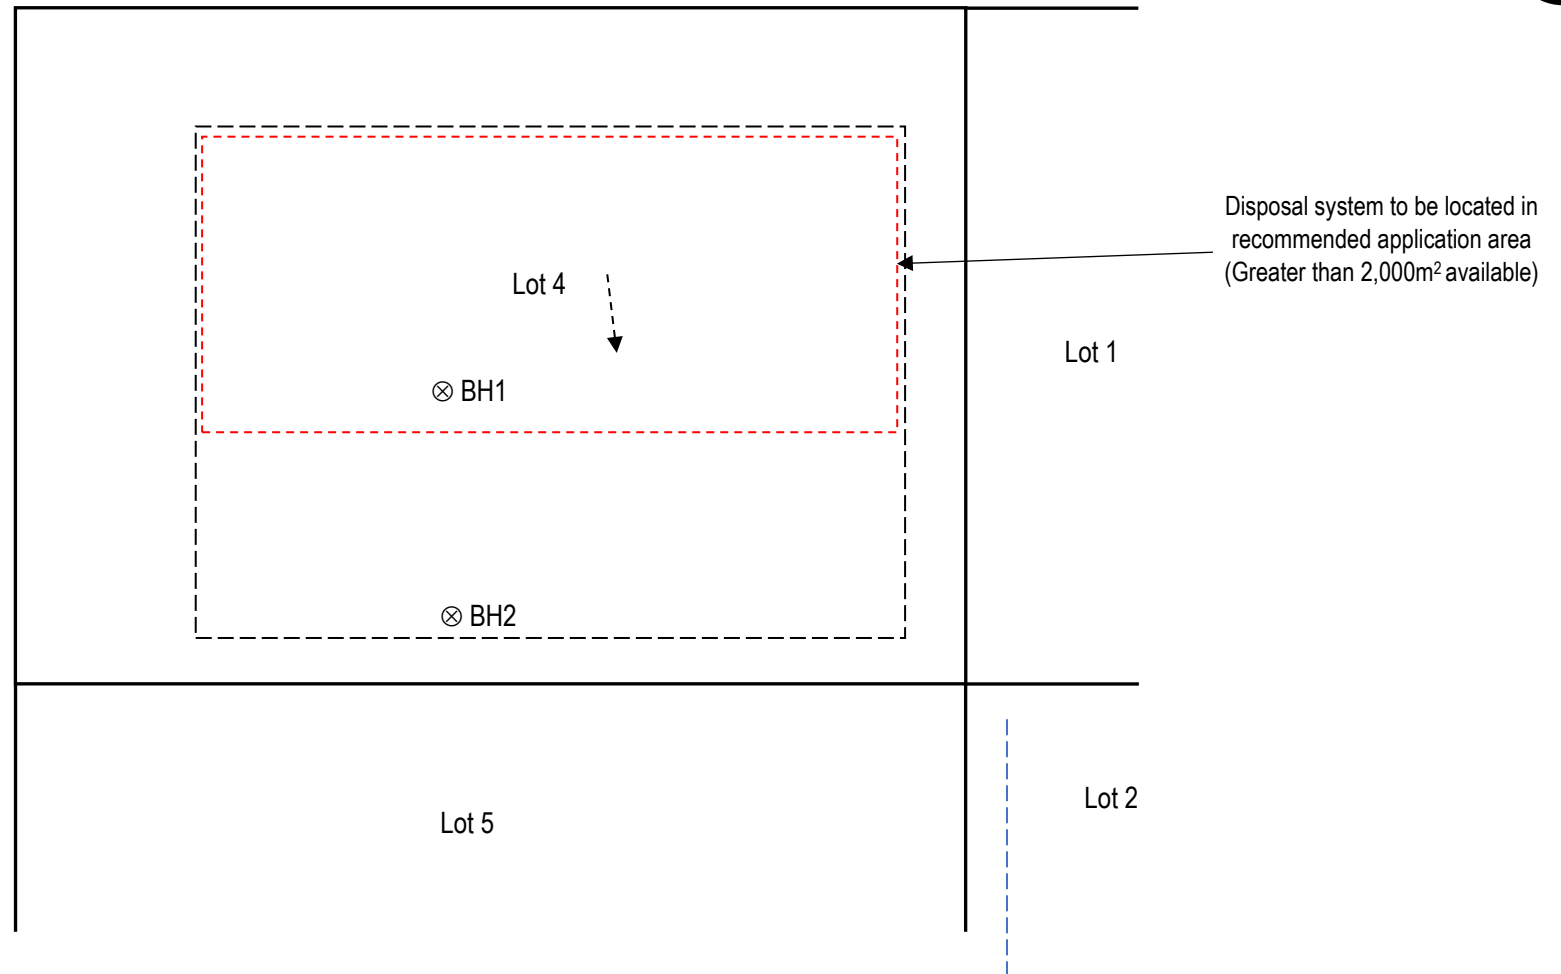 Disposal system to be located in
recommended application area
(Greater than 2,000m² available)
Lot 4
Lot 1
⊗ BH1
⊗ BH2
Lot 2
Lot 5